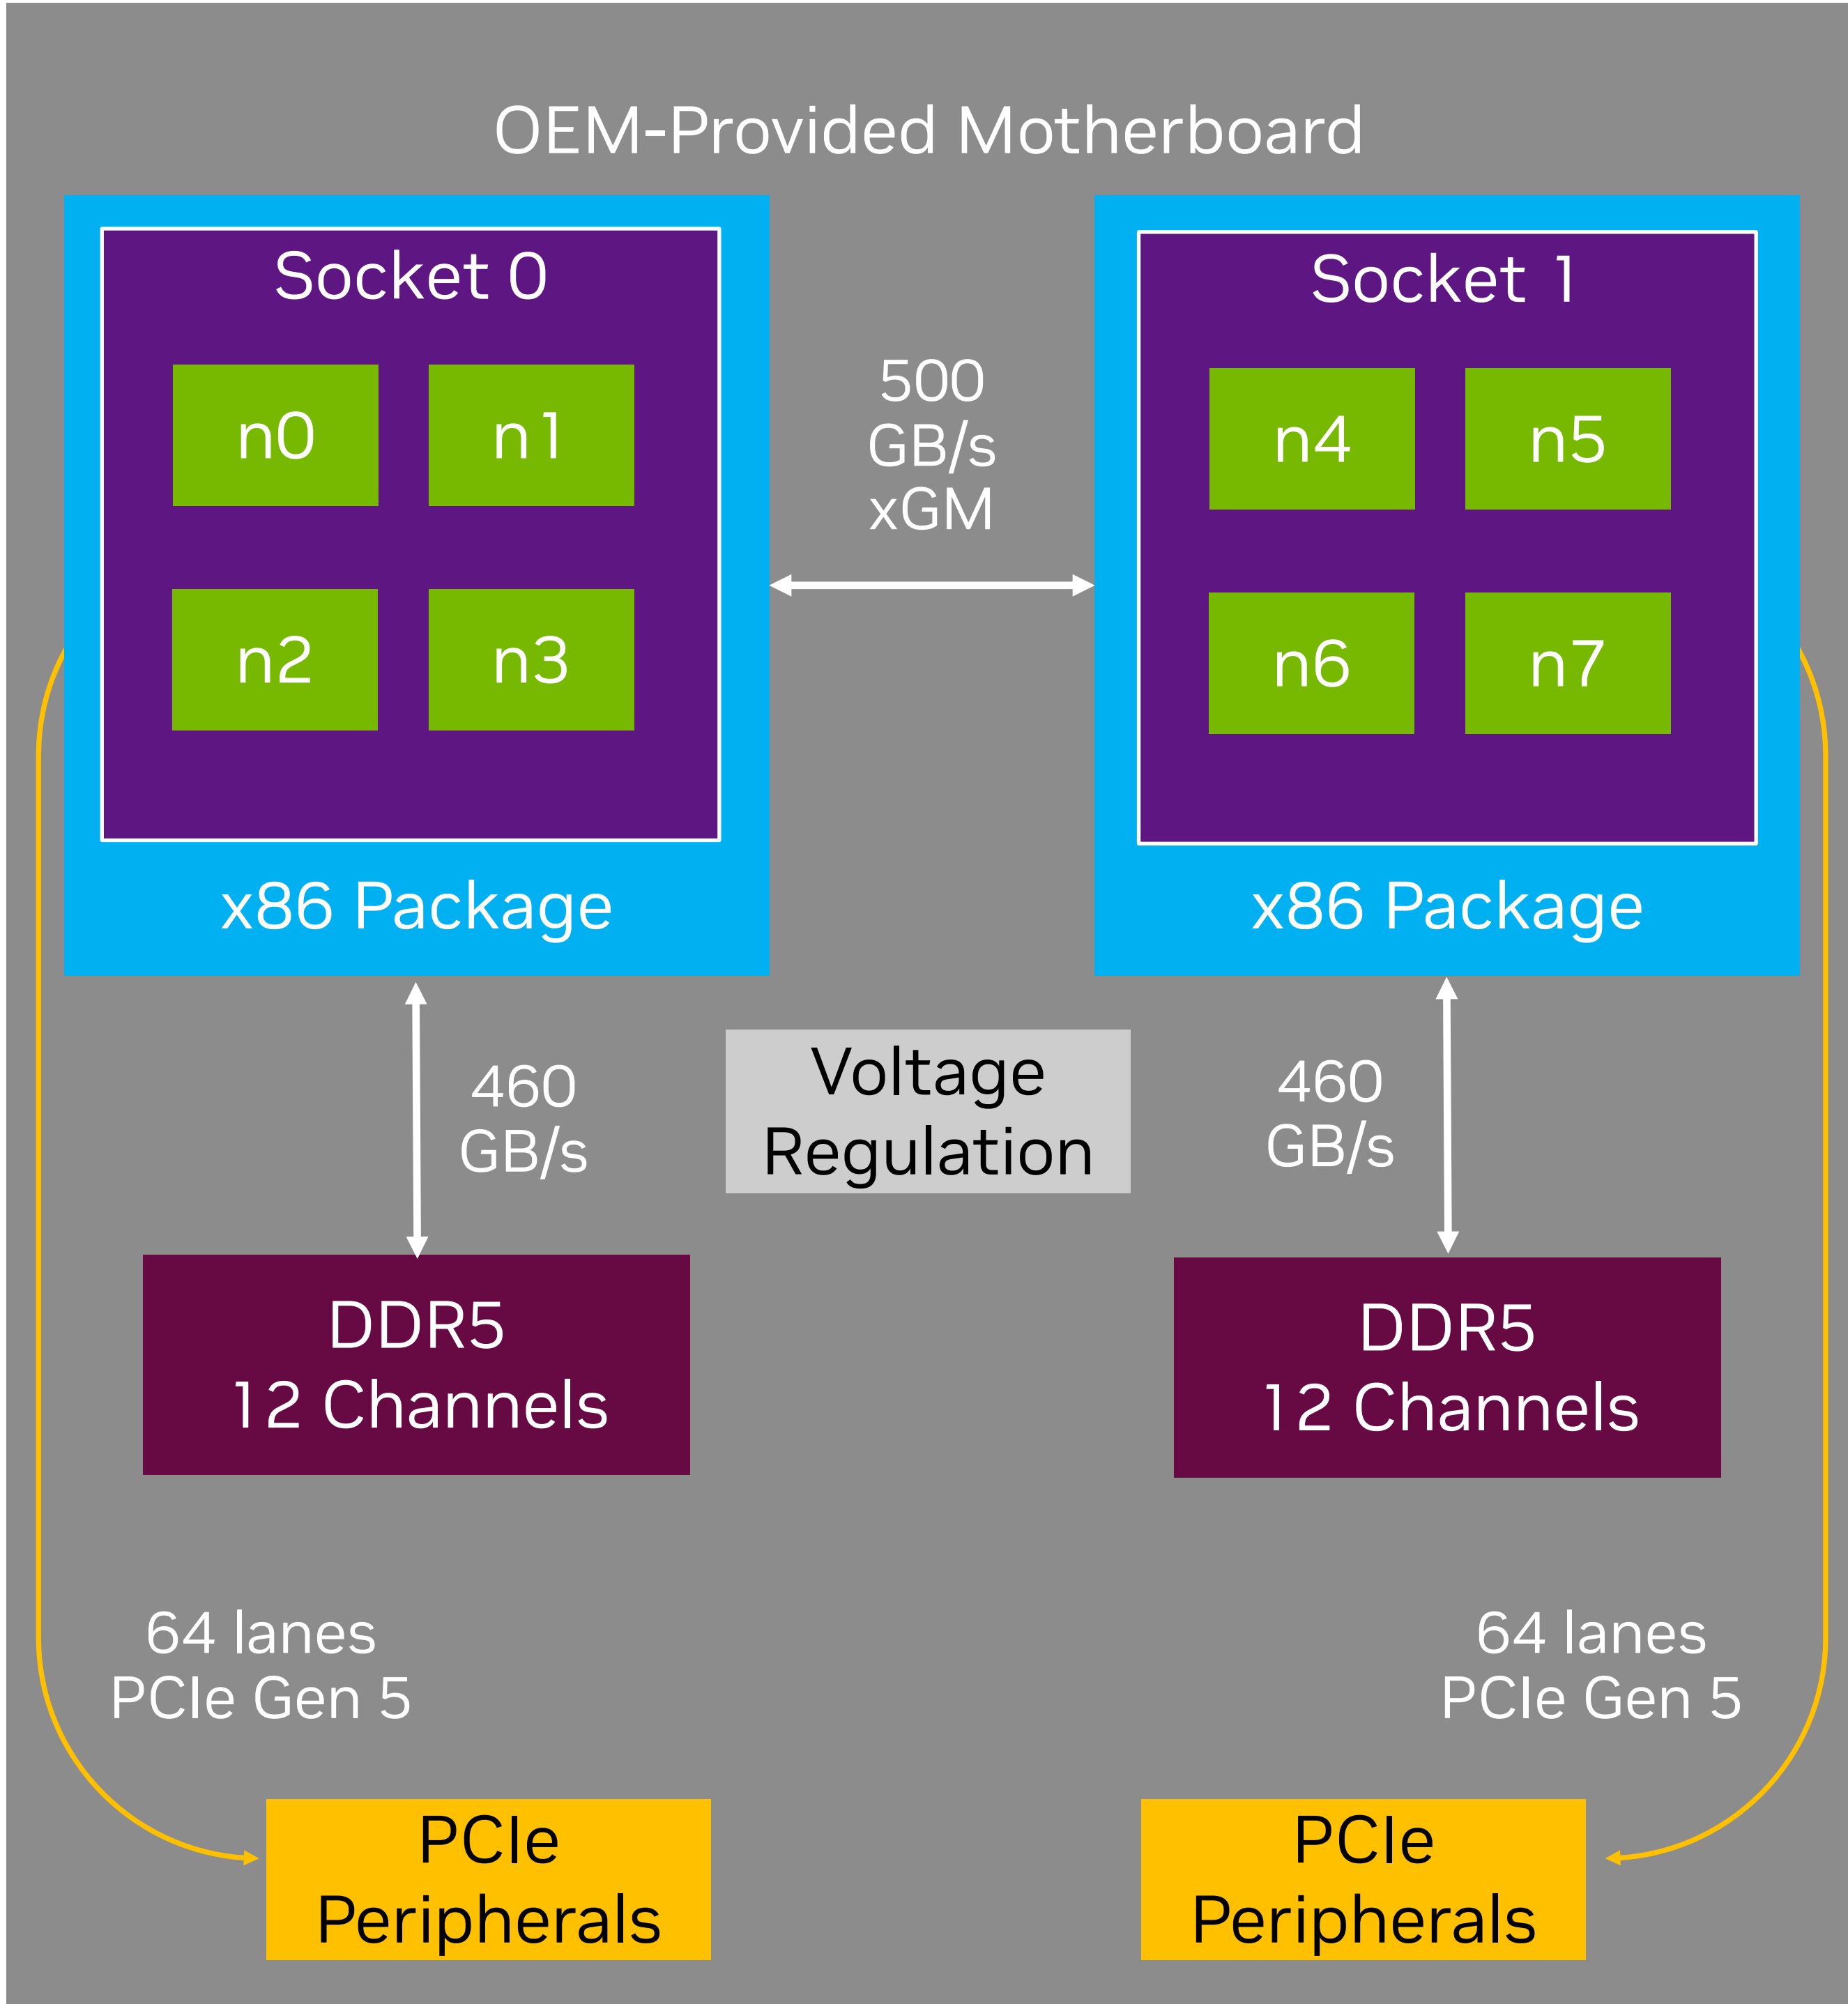 OEM-Provided Motherboard
Socket 0
n0
n1
n2
n3
x86 Package
500
GB/s
xGM
Socket 1
n4
n5
n6
n7
x86 Package
460
GB/s
Voltage
Regulation
460
GB/s
DDR5
12 Channels
DDR5
12 Channels
64 lanes
PCIe Gen 5
64 lanes
PCIe Gen 5
PCIe
Peripherals
PCIe
Peripherals